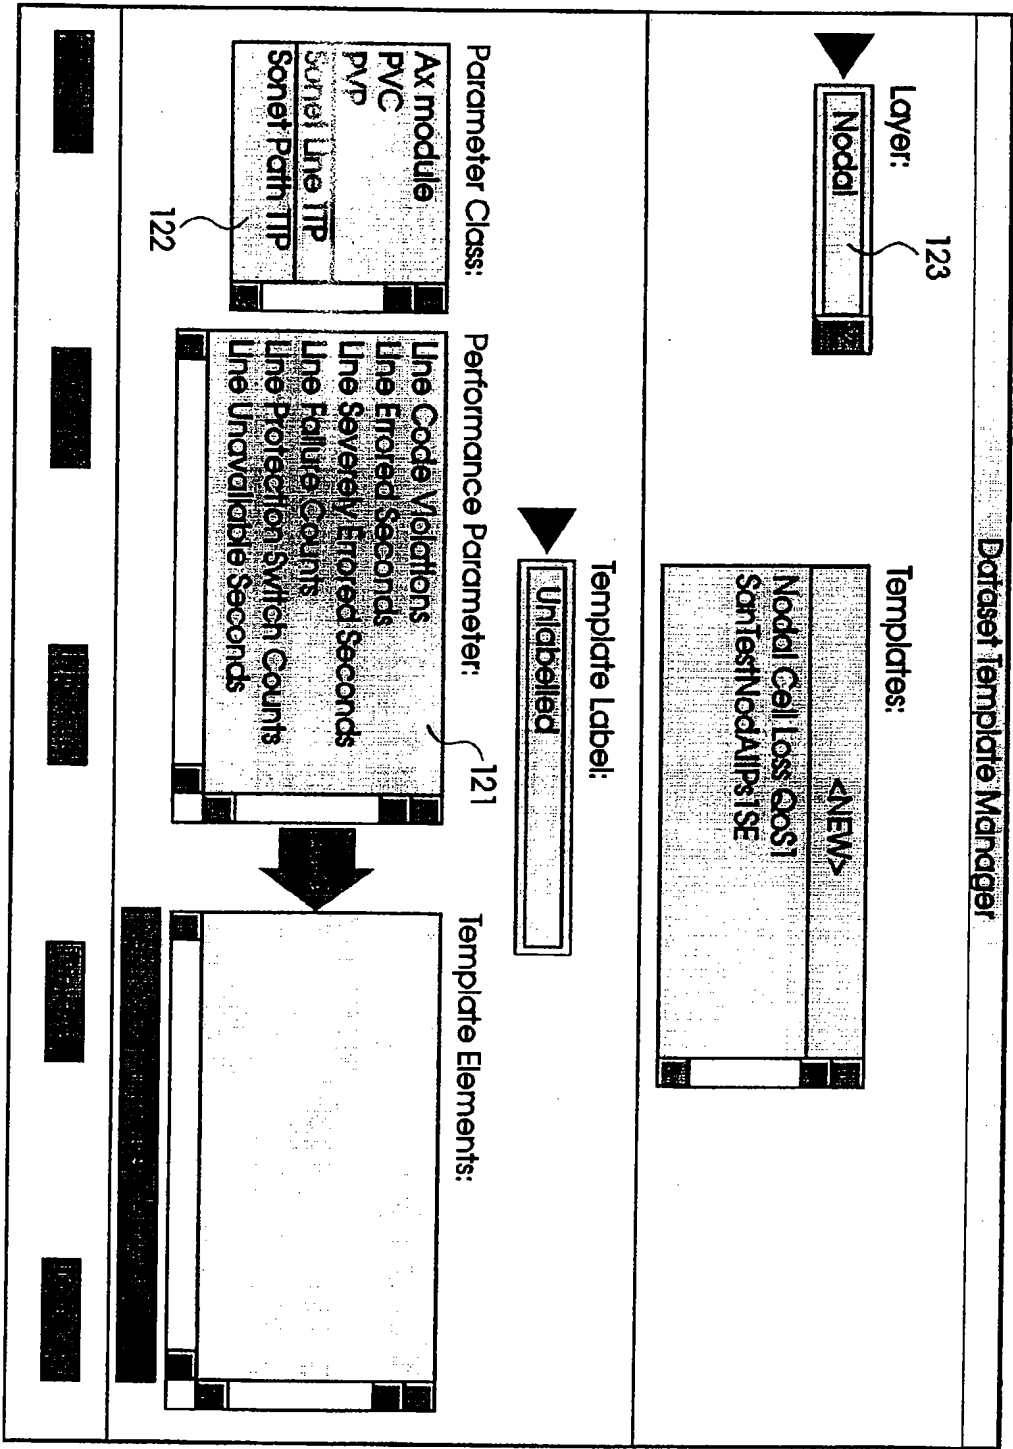 Dataset Template Manager
Layer:
Nodal
123
Templates:
<NEW>
Nodal Cell Loss QoS1
SamTestNodAllPs1SE
Template Label:
Unlabelled
Parameter Class:
Ax module
PVC
PVP
Sonet Line TTP
Sonet Path TTP
122
Performance Parameter:
Line Code Violations
Line Errored Seconds
Line Severely Errored Seconds
Line Failure Counts
Line Protection Switch Counts
Line Unavailable Seconds
121
Template Elements: